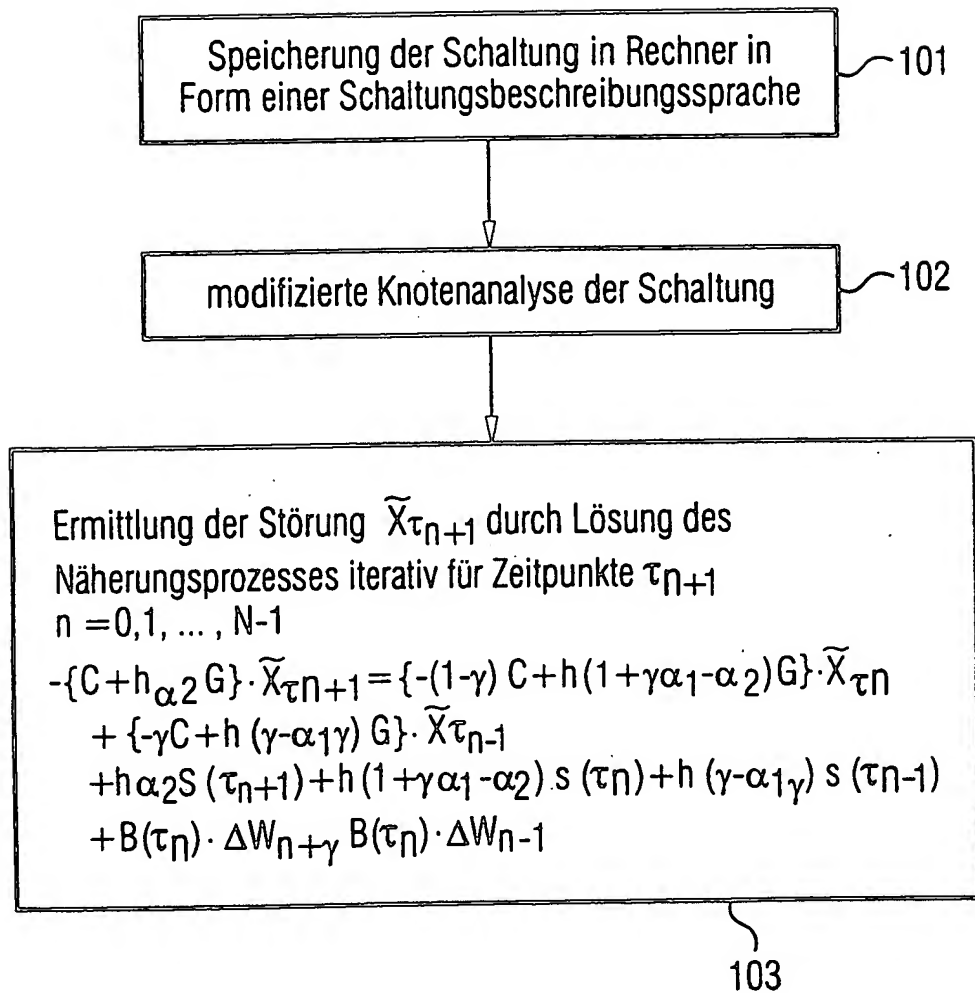 Speicherung der Schaltung in Rechner in
Form einer Schaltungsbeschreibungssprache
101
modifizierte Knotenanalyse der Schaltung
102
Ermittlung der Störung X̃τn+1 durch Lösung des
Näherungsprozesses iterativ für Zeitpunkte τn+1
n =0,1, ... , N-1
-{C+hα2 G}·X̃τn+1={-(1-γ) C+h(1+γα1-α2)G}·X̃τn
+ {-γC+h (γ-α1γ) G}·X̃τn-1
+hα2S (τn+1)+h(1+γα1-α2) s (τn)+h (γ-α1γ) s (τn-1)
+B(τn)· ΔWn+γ B(τn)· ΔWn-1
103